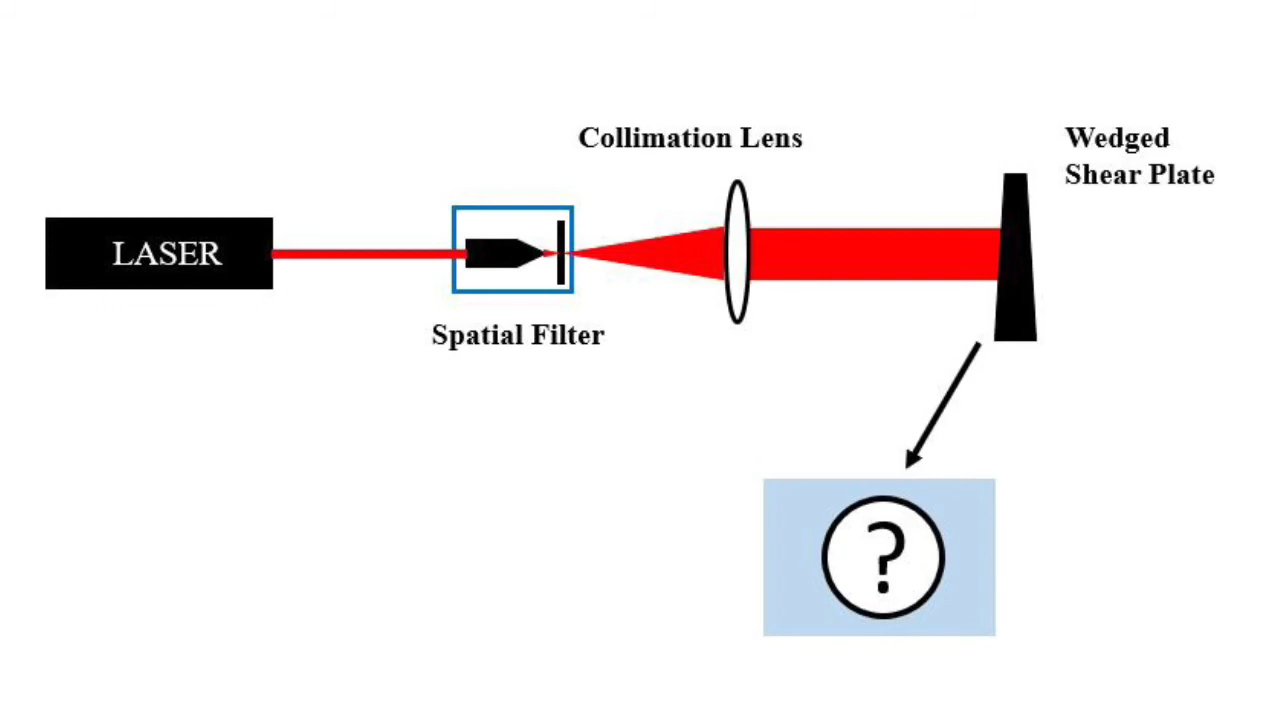 Collimation Lens
Wedged
Shear Plate
LASER
Spatial Filter
?